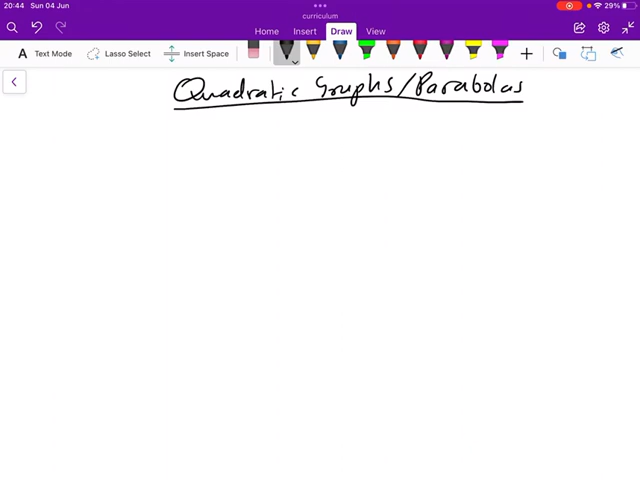 20:44 Sun 04 Jun
29%
curriculum
Home Insert Draw View
A Text Mode Lasso Select Insert Space
Quadratic Graphs/Parabolas